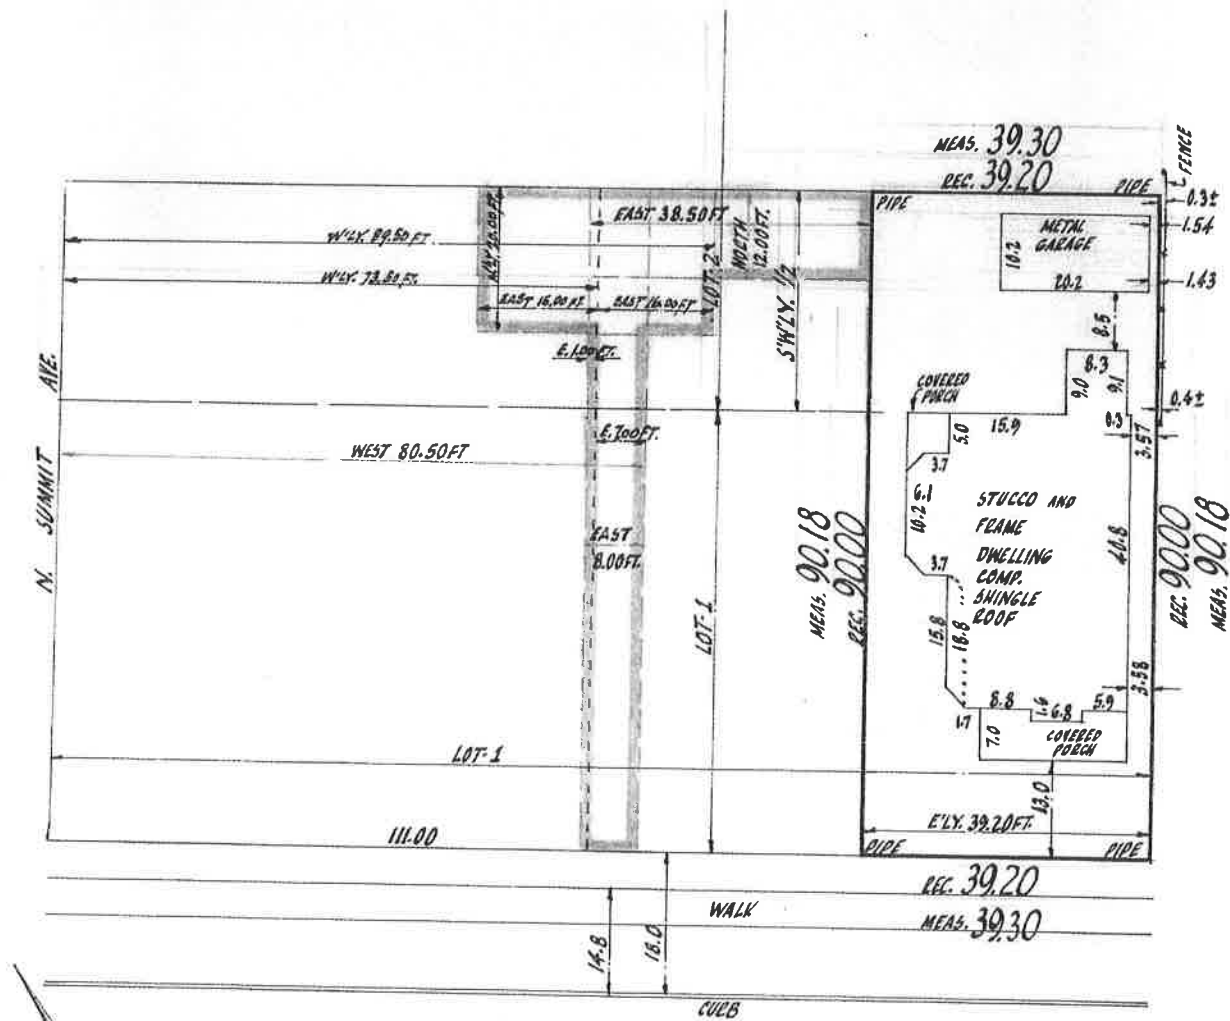 MEAS. 39.30
REC. 39.20
FENCE
PIPE
PIPE
0.3±
1.54
1.43
METAL
GARAGE
10.2
20.2
8.5
EAST 38.50 FT
NORTH
12.00 FT.
W'LY. 89.50 FT
W'LY. 73.50 FT.
EAST 16.00 FT
EAST 16.00 FT
LOT-2
S'W'LY. 1/2
E. 1.00 FT.
8.3
9.0
9.1
0.4±
COVERED
PORCH
15.9
5.0
0.3
3.57
E. 7.00 FT.
WEST 80.50 FT
N. SUMMIT AVE.
3.7
6.1
10.2
STUCCO AND
FRAME
DWELLING
COMP.
SHINGLE
ROOF
40.8
MEAS. 90.18
REC. 90.00
REC. 90.00
MEAS. 90.18
EAST
8.00 FT.
3.7
15.8
18.8
LOT-1
3.58
8.8
1.6
6.8
5.9
1.7
7.0
COVERED
PORCH
LOT-1
13.0
E'LY. 39.20 FT.
111.00
PIPE
PIPE
REC. 39.20
WALK
MEAS. 39.30
14.8
18.0
CURB